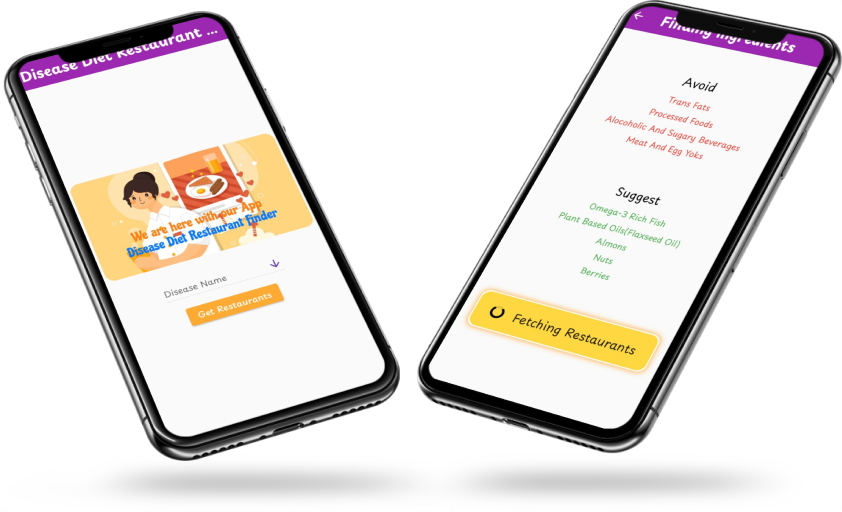 Disease Diet Restaurant ...
We are here with our App
Disease Diet Restaurant Finder
Disease Name
Get Restaurants
Finding Ingredients
Avoid
Trans Fats
Processed Foods
Alocoholic And Sugary Beverages
Meat And Egg Yoks
Suggest
Omega-3 Rich Fish
Plant Based Oils(Flaxseed Oil)
Almons
Nuts
Berries
Fetching Restaurants